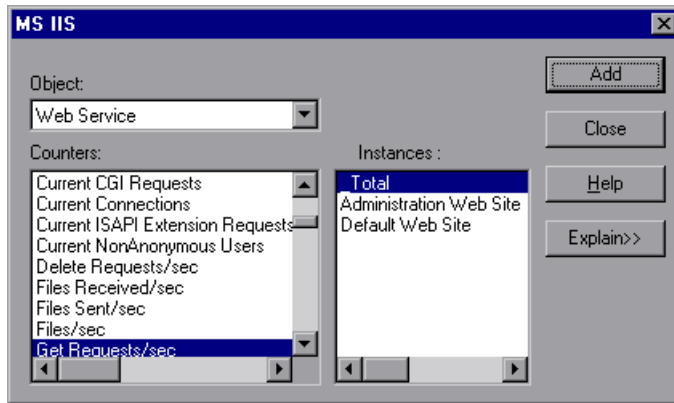 MS IIS
Object:
Web Service
Counters:
Current CGI Requests
Current Connections
Current ISAPI Extension Requests
Current NonAnonymous Users
Delete Requests/sec
Files Received/sec
Files Sent/sec
Files/sec
Get Requests/sec
Instances :
_Total
Administration Web Site
Default Web Site
Add
Close
Help
Explain>>